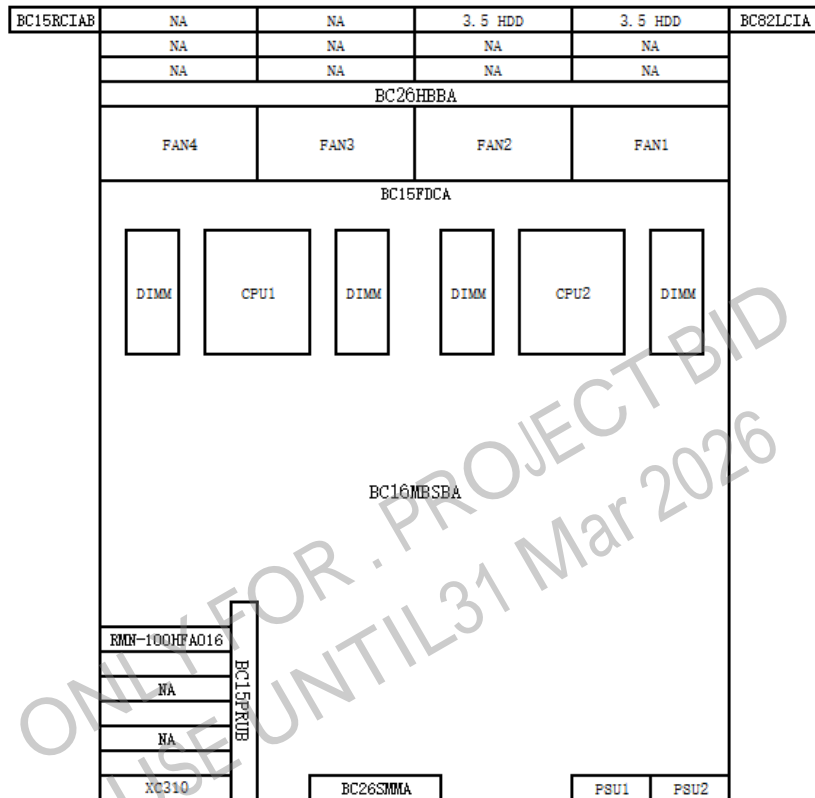 BC15RCIAB NA NA 3.5 HDD 3.5 HDD BC82LCIA
NA NA NA NA
NA NA NA NA
BC26HBBA
FAN4 FAN3 FAN2 FAN1
BC15FDCA
DIMM CPU1 DIMM DIMM CPU2 DIMM
BC16MBSBA
RMN-100HFA016
BC15PRUB
NA
NA
XC310 BC26SMMA PSU1 PSU2
ONLY FOR . PROJECT BID
USE UNTIL31 Mar 2026